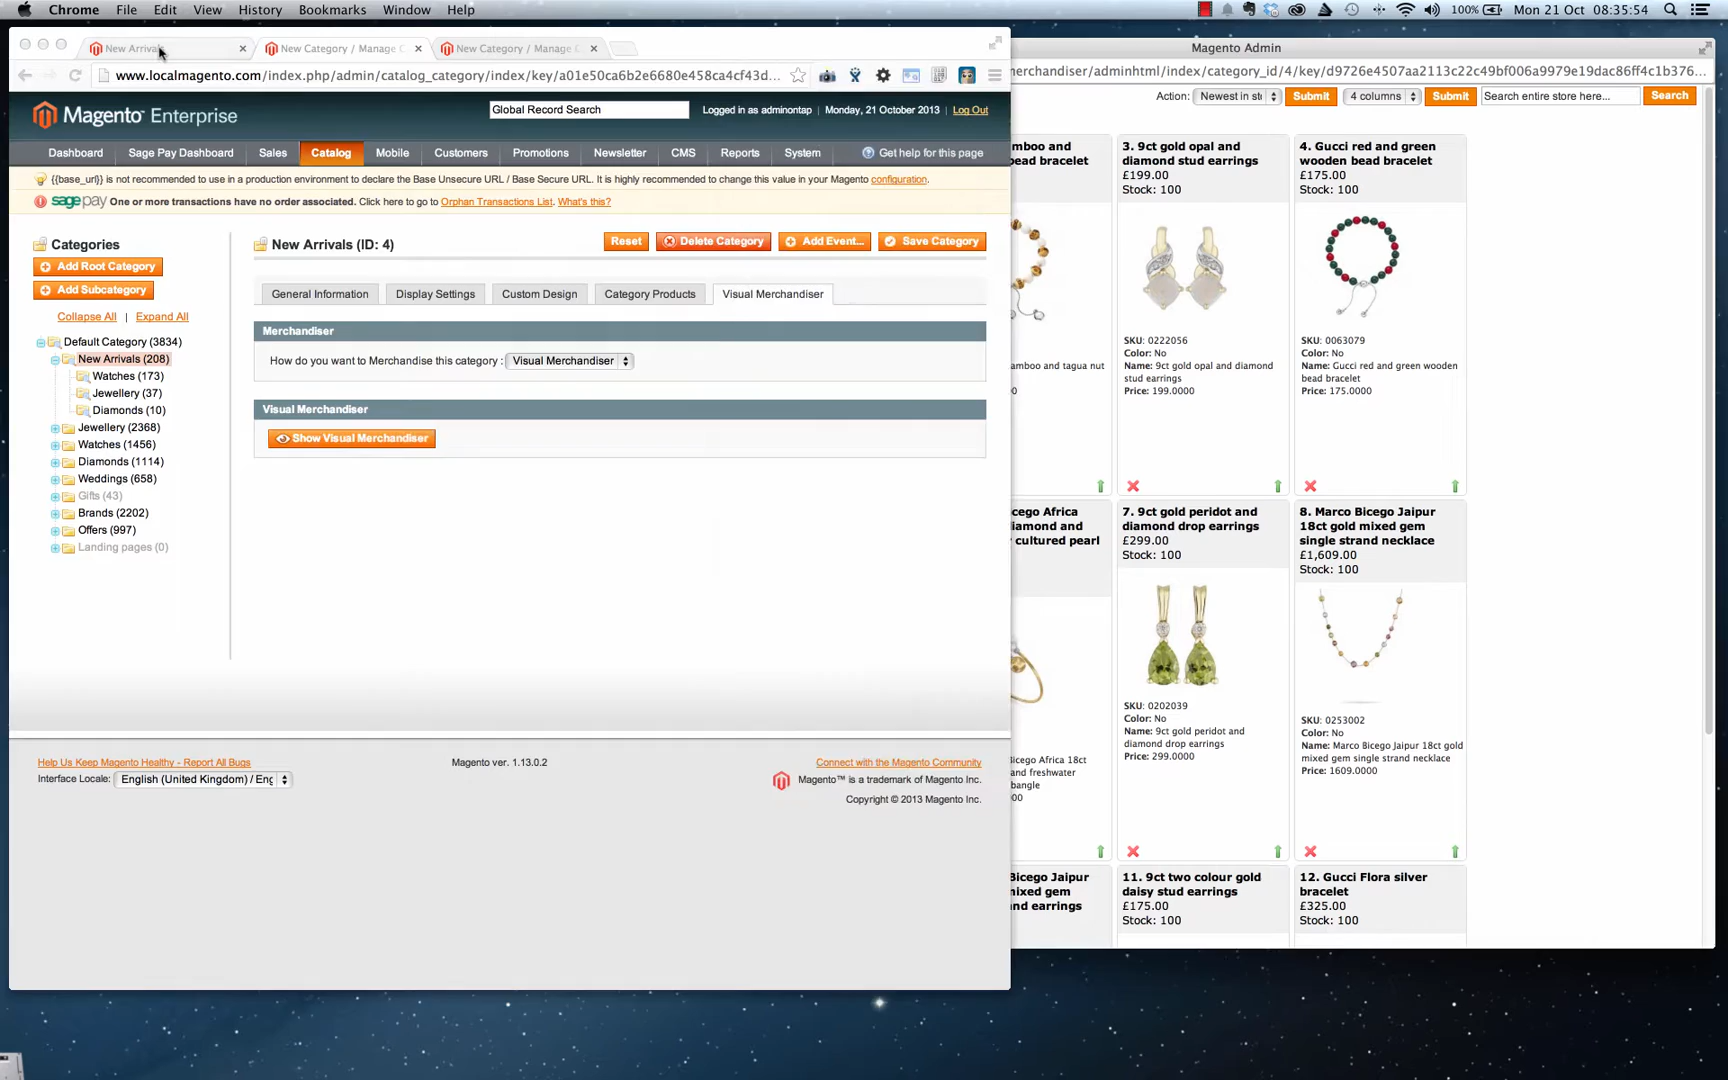 Chrome File Edit View History Bookmarks Window Help
100% Mon 21 Oct 08:35:54
New Arrivals
New Category / Manage C
New Category / Manage C
www.localmagento.com/index.php/admin/catalog_category/index/key/a01e50ca6b2e6680e458ca4cf43d...
Magento Enterprise
Global Record Search
Logged in as adminontap Monday, 21 October 2013 Log Out
Dashboard Sage Pay Dashboard Sales Catalog Mobile Customers Promotions Newsletter CMS Reports System Get help for this page
{{base_url}} is not recommended to use in a production environment to declare the Base Unsecure URL / Base Secure URL. It is highly recommended to change this value in your Magento configuration.
sage pay One or more transactions have no order associated. Click here to go to Orphan Transactions List. What's this?
Categories
Add Root Category
Add Subcategory
Collapse All | Expand All
Default Category (3834)
New Arrivals (208)
Watches (173)
Jewellery (37)
Diamonds (10)
Jewellery (2368)
Watches (1456)
Diamonds (1114)
Weddings (658)
Gifts (43)
Brands (2202)
Offers (997)
Landing pages (0)
New Arrivals (ID: 4)
Reset Delete Category Add Event... Save Category
General Information Display Settings Custom Design Category Products Visual Merchandiser
Merchandiser
How do you want to Merchandise this category : Visual Merchandiser
Visual Merchandiser
Show Visual Merchandiser
Help Us Keep Magento Healthy - Report All Bugs
Interface Locale: English (United Kingdom) / Eng
Magento ver. 1.13.0.2
Connect with the Magento Community
Magento™ is a trademark of Magento Inc.
Copyright © 2013 Magento Inc.
Magento Admin
erchandiser/adminhtml/index/category_id/4/key/d9726e4507aa2113c22c49bf006a9979e19dac86ff4c1b376...
Action: Newest in st Submit 4 columns Submit Search entire store here... Search
mboo and
bead bracelet
amboo and tagua nut
3. 9ct gold opal and
diamond stud earrings
£199.00
Stock: 100
SKU: 0222056
Color: No
Name: 9ct gold opal and diamond
stud earrings
Price: 199.0000
4. Gucci red and green
wooden bead bracelet
£175.00
Stock: 100
SKU: 0063079
Color: No
Name: Gucci red and green wooden
bead bracelet
Price: 175.0000
icego Africa
diamond and
cultured pearl
Bicego Africa 18ct
and freshwater
bangle
00
7. 9ct gold peridot and
diamond drop earrings
£299.00
Stock: 100
SKU: 0202039
Color: No
Name: 9ct gold peridot and
diamond drop earrings
Price: 299.0000
8. Marco Bicego Jaipur
18ct gold mixed gem
single strand necklace
£1,609.00
Stock: 100
SKU: 0253002
Color: No
Name: Marco Bicego Jaipur 18ct gold
mixed gem single strand necklace
Price: 1609.0000
Bicego Jaipur
mixed gem
nd earrings
11. 9ct two colour gold
daisy stud earrings
£175.00
Stock: 100
12. Gucci Flora silver
bracelet
£325.00
Stock: 100